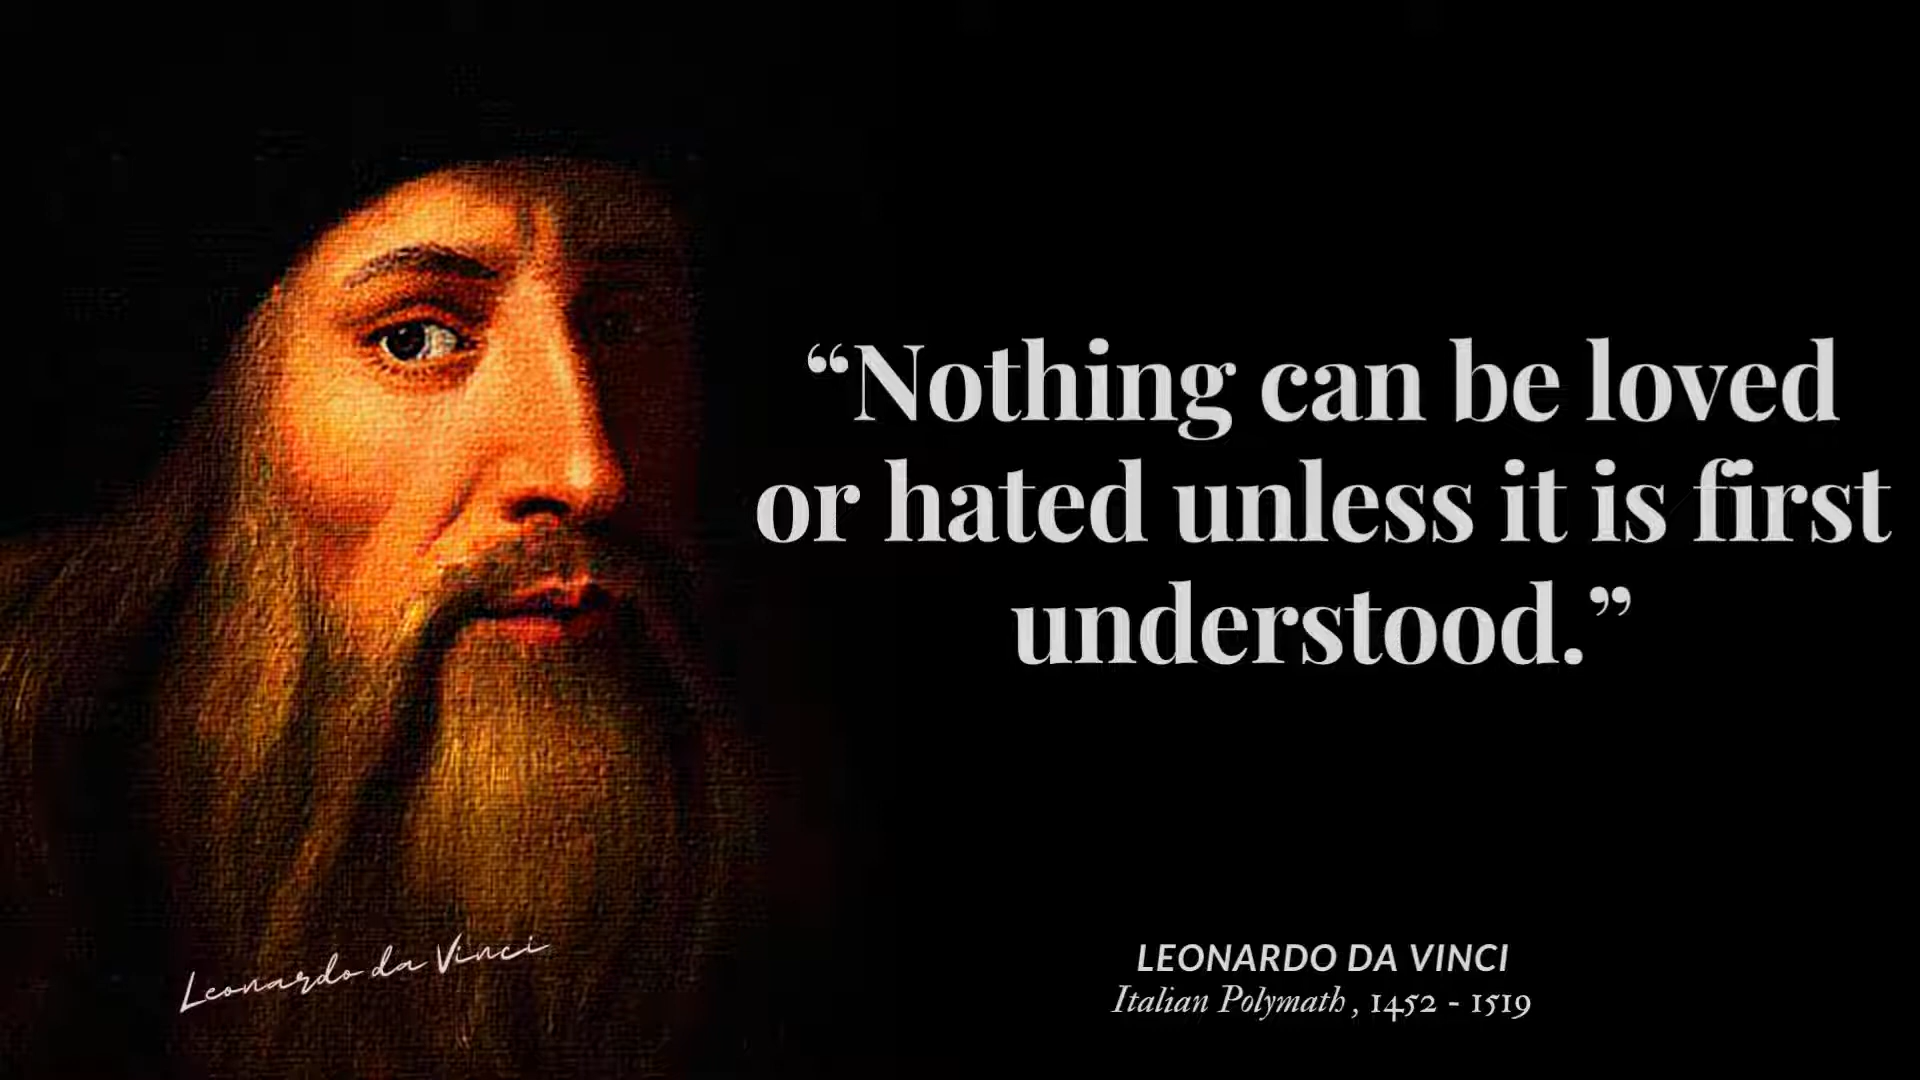 “Nothing can be loved
or hated unless it is first
understood.”
Leonardo da Vinci
LEONARDO DA VINCI
Italian Polymath, 1452 - 1519